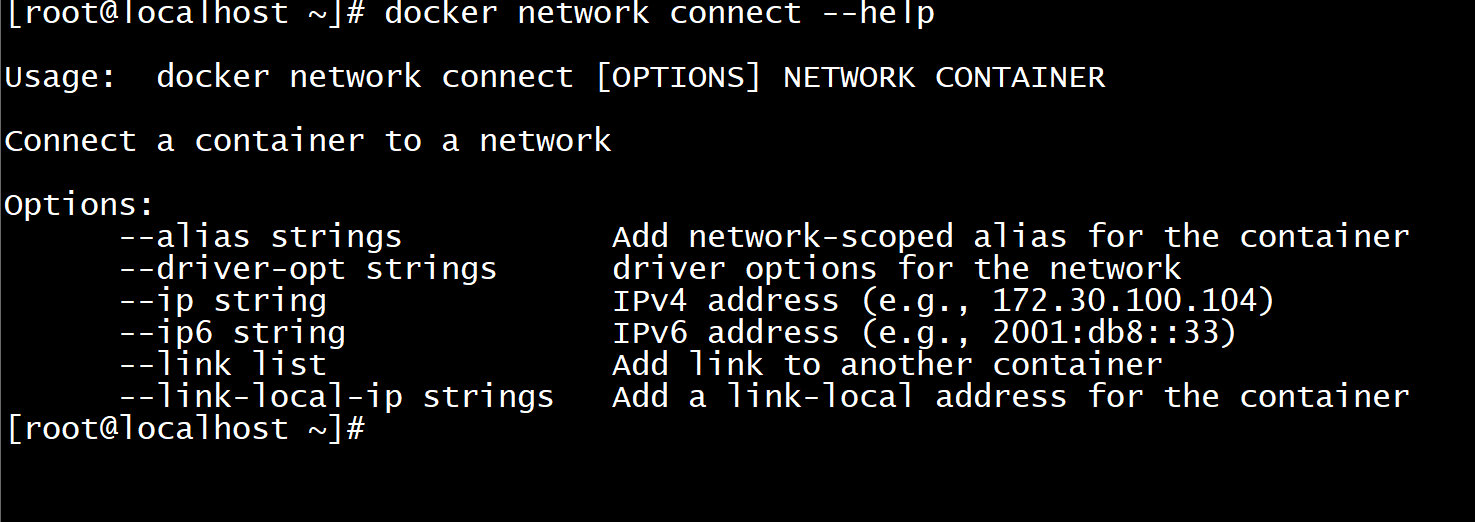 [root@localhost ~]# docker network connect --help
Usage:  docker network connect [OPTIONS] NETWORK CONTAINER
Connect a container to a network
Options:
      --alias strings           Add network-scoped alias for the container
      --driver-opt strings      driver options for the network
      --ip string               IPv4 address (e.g., 172.30.100.104)
      --ip6 string              IPv6 address (e.g., 2001:db8::33)
      --link list               Add link to another container
      --link-local-ip strings   Add a link-local address for the container
[root@localhost ~]#